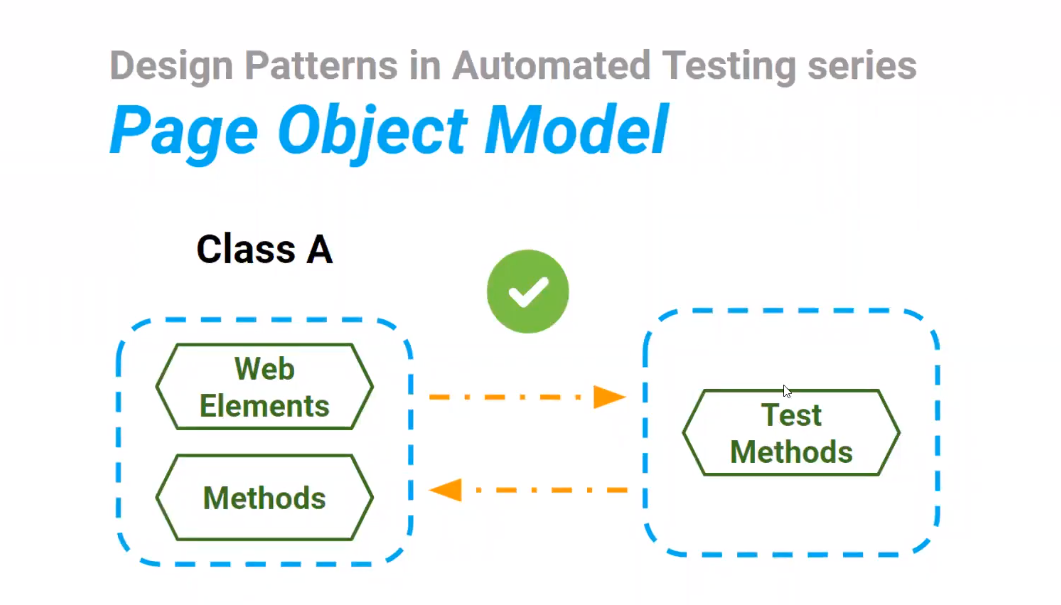 Design Patterns in Automated Testing series
Page Object Model
Class A
Web
Elements
Methods
Test
Methods